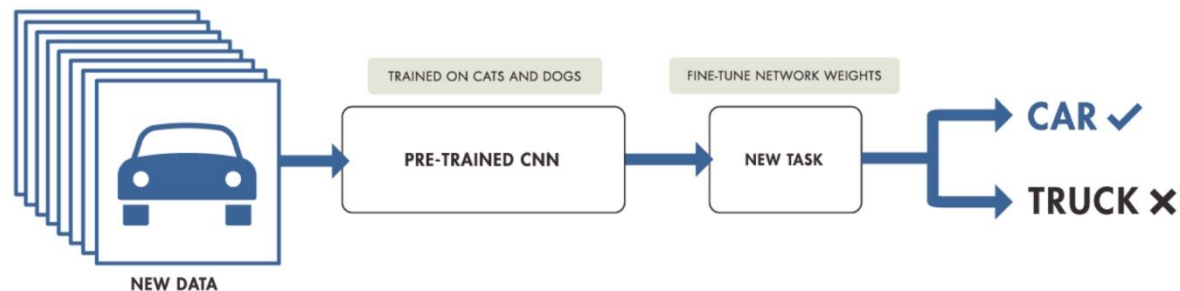 TRAINED ON CATS AND DOGS
FINE-TUNE NETWORK WEIGHTS
PRE-TRAINED CNN
NEW TASK
CAR
TRUCK
NEW DATA